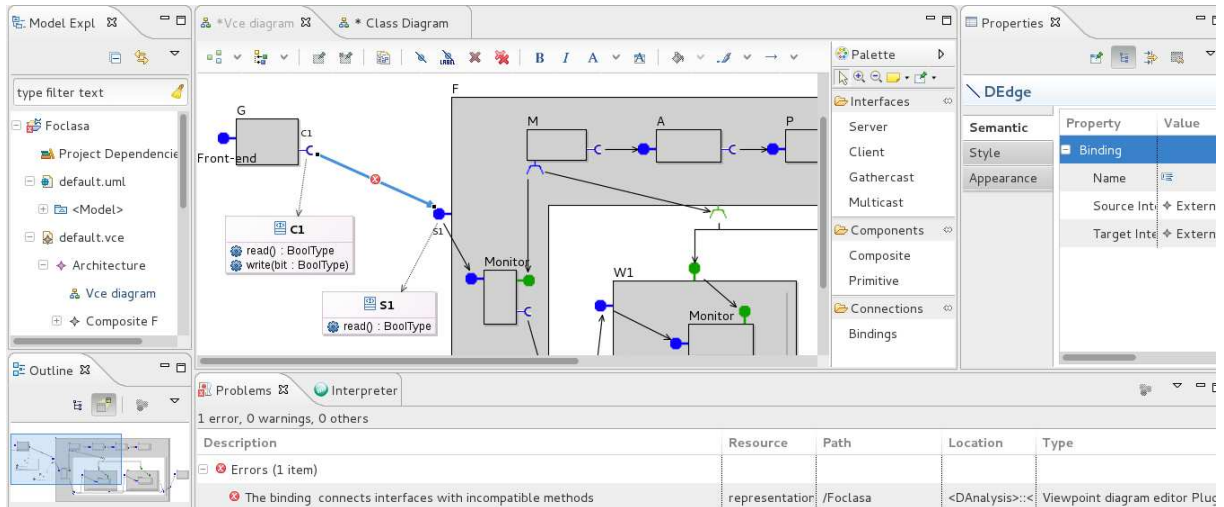 Model Expl
type filter text
Foclasa
Project Dependencie
default.uml
<Model>
default.vce
Architecture
Vce diagram
Composite F
Outline
*Vce diagram
* Class Diagram
B I A
LABEL
G
C1
Front-end
F
M
A
P
C1
read() : BoolType
write(bit : BoolType)
S1
S1
read() : BoolType
Monitor
W1
Monitor
Palette
Interfaces
Server
Client
Gathercast
Multicast
Components
Composite
Primitive
Connections
Bindings
Properties
DEdge
Semantic
Style
Appearance
Property Value
Binding
Name
Source Inte Extern
Target Inte Extern
Problems
Interpreter
1 error, 0 warnings, 0 others
Description Resource Path Location Type
Errors (1 item)
The binding connects interfaces with incompatible methods representation /Foclasa <DAnalysis>::< Viewpoint diagram editor Plug